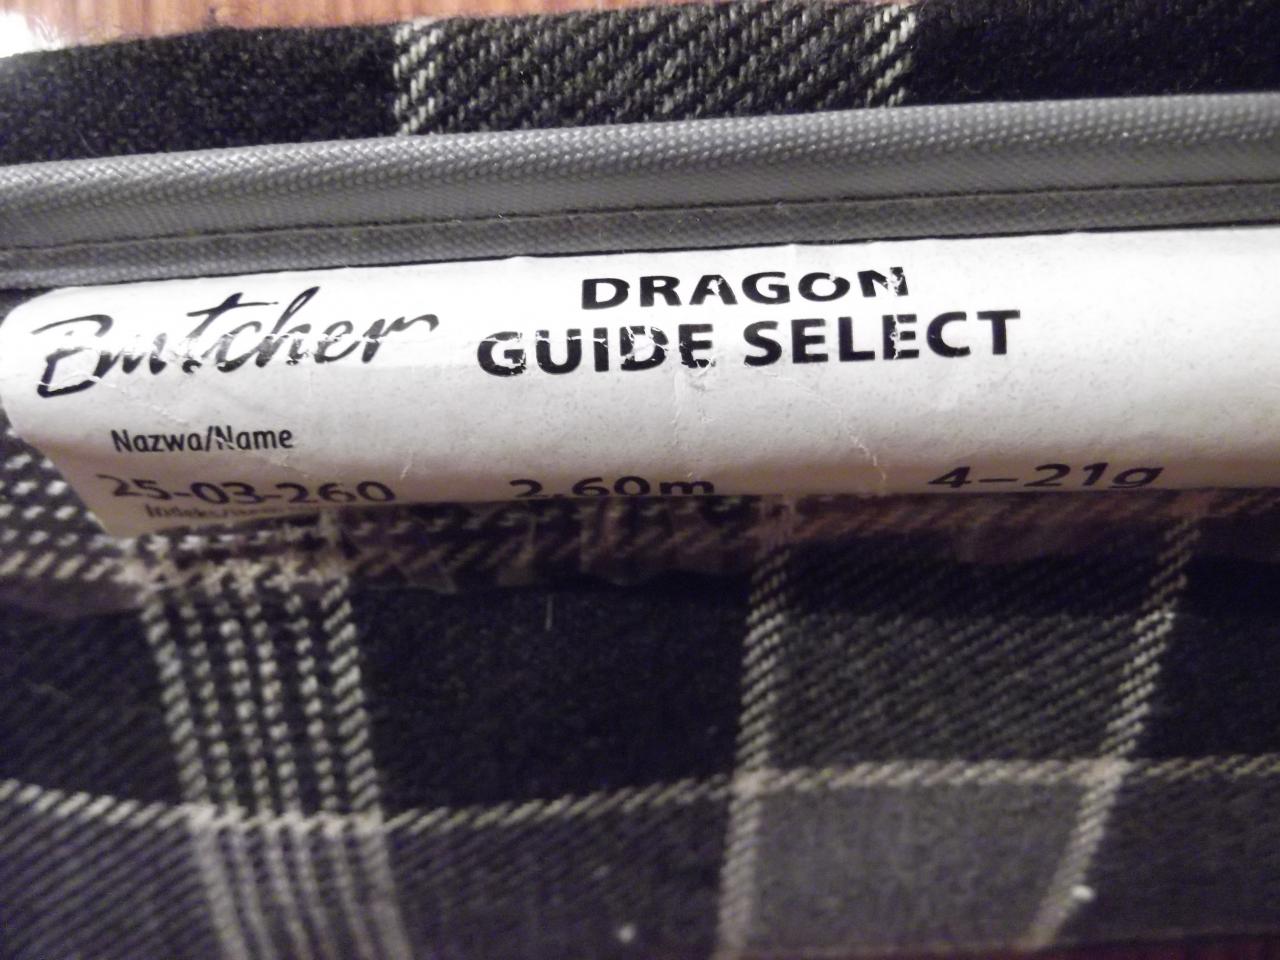 Butcher
DRAGON
GUIDE SELECT
Nazwa/Name
25-03-260 2.60m 4–21g